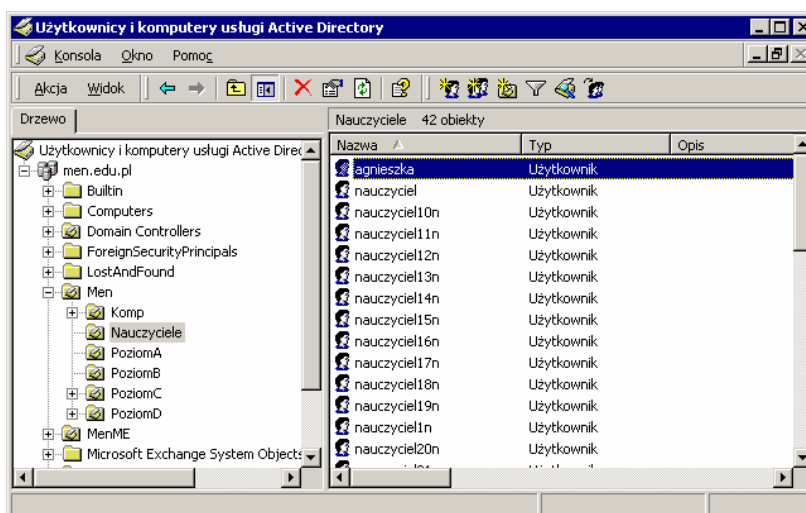 Użytkownicy i komputery usługi Active Directory
Konsola Okno Pomoc
Akcja Widok
Drzewo
Nauczyciele 42 obiekty
Użytkownicy i komputery usługi Active Direc
men.edu.pl
Builtin
Computers
Domain Controllers
ForeignSecurityPrincipals
LostAndFound
Men
Komp
Nauczyciele
PoziomA
PoziomB
PoziomC
PoziomD
MenME
Microsoft Exchange System Objects
Nazwa Typ Opis
agnieszka Użytkownik
nauczyciel Użytkownik
nauczyciel10n Użytkownik
nauczyciel11n Użytkownik
nauczyciel12n Użytkownik
nauczyciel13n Użytkownik
nauczyciel14n Użytkownik
nauczyciel15n Użytkownik
nauczyciel16n Użytkownik
nauczyciel17n Użytkownik
nauczyciel18n Użytkownik
nauczyciel19n Użytkownik
nauczyciel1n Użytkownik
nauczyciel20n Użytkownik